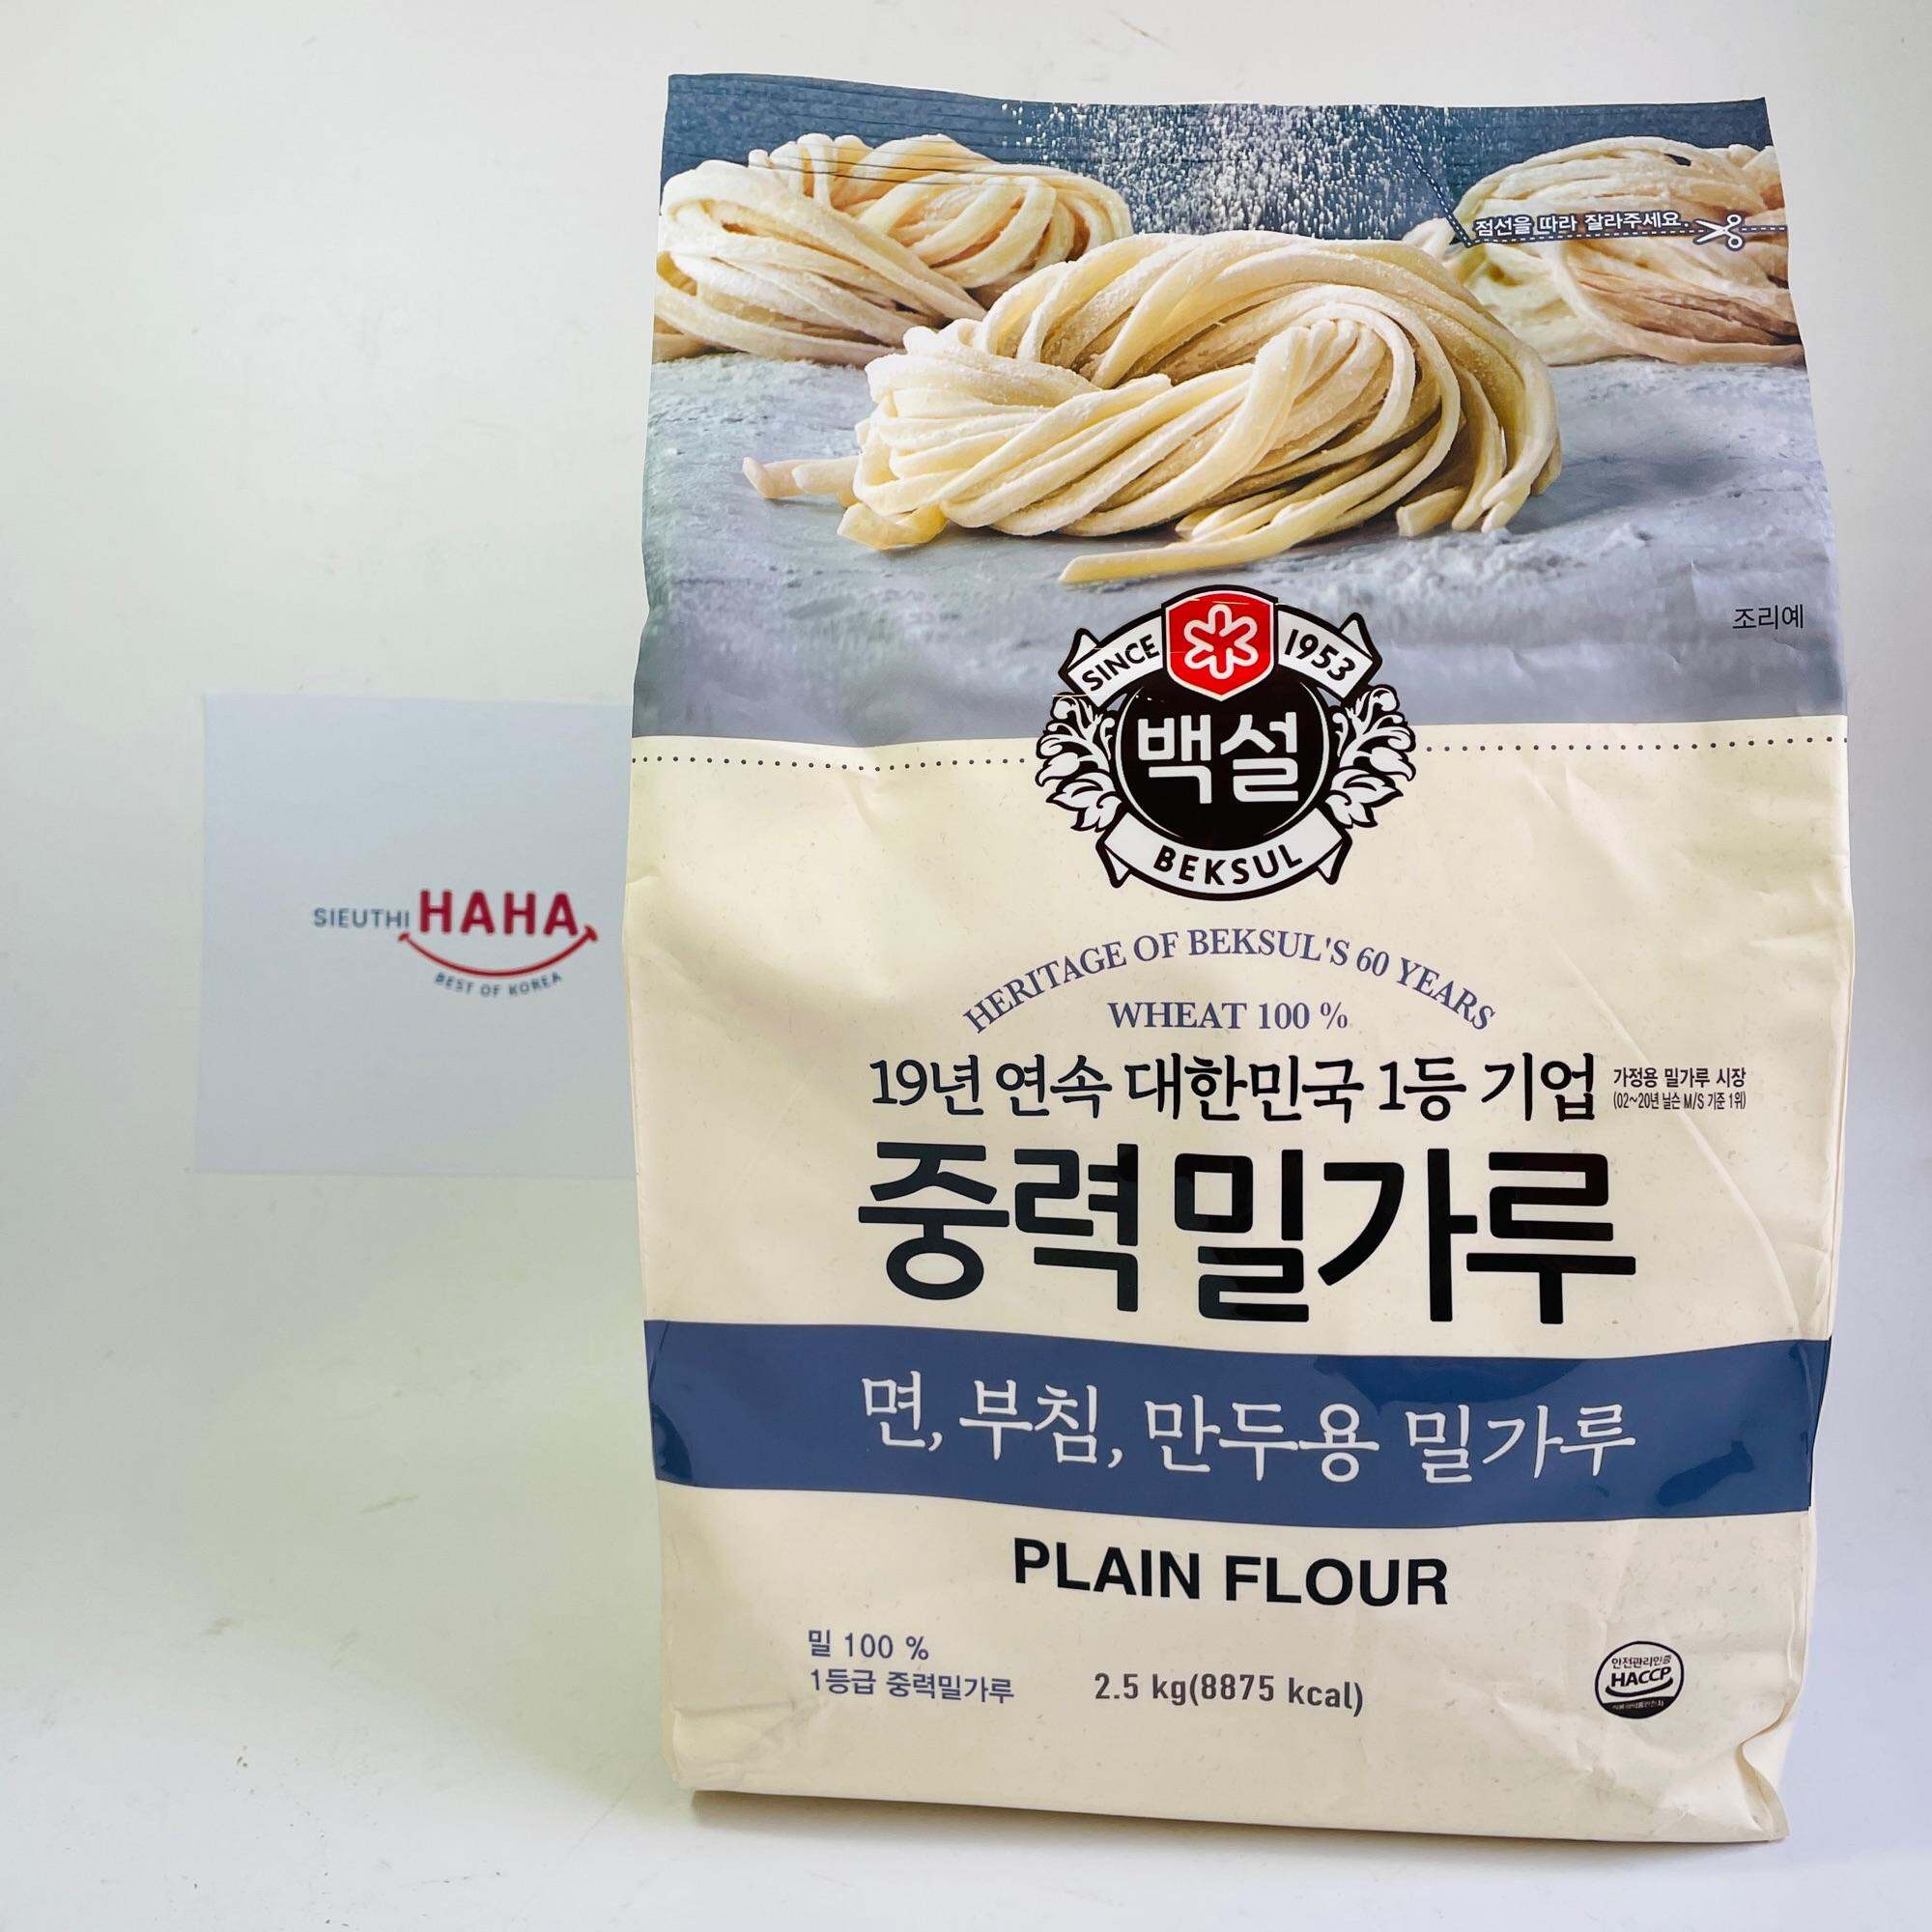 점선을 따라 잘라주세요.
조리예
SINCE 1953
백설
BEKSUL
SIEUTHI HAHA
BEST OF KOREA
HERITAGE OF BEKSUL'S 60 YEARS
WHEAT 100 %
19년 연속 대한민국 1등 기업
가정용 밀가루 시장
(02~20년 닐슨 M/S 기준 1위)
중력 밀가루
면, 부침, 만두용 밀가루
PLAIN FLOUR
밀 100 %
1등급 중력밀가루
2.5 kg(8875 kcal)
안전관리인증
HACCP